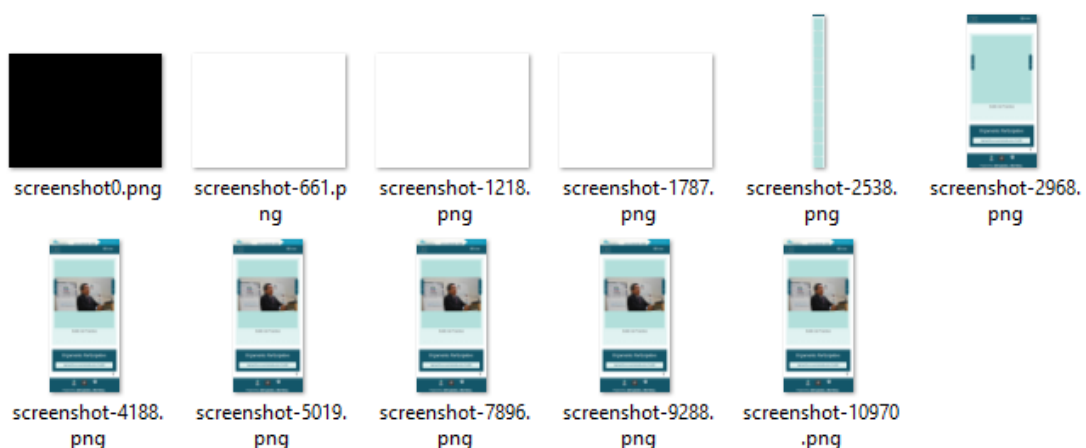 screenshot0.png
screenshot-661.p
ng
screenshot-1218.
png
screenshot-1787.
png
screenshot-2538.
png
screenshot-2968.
png
screenshot-4188.
png
screenshot-5019.
png
screenshot-7896.
png
screenshot-9288.
png
screenshot-10970
.png